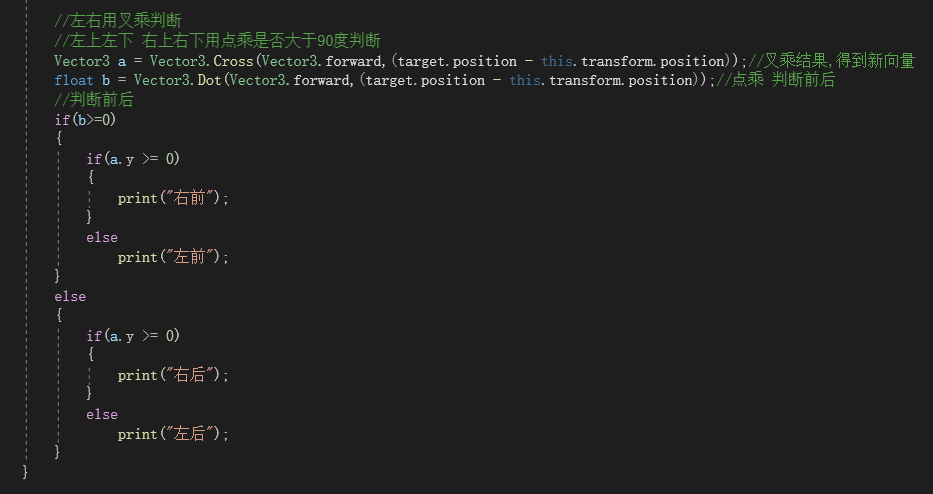 //左右用叉乘判断
//左上左下 右上右下用点乘是否大于90度判断
Vector3 a = Vector3.Cross(Vector3.forward,(target.position - this.transform.position));//叉乘结果,得到新向量
float b = Vector3.Dot(Vector3.forward,(target.position - this.transform.position));//点乘 判断前后
//判断前后
if(b>=0)
{
if(a.y >= 0)
{
print("右前");
}
else
print("左前");
}
else
{
if(a.y >= 0)
{
print("右后");
}
else
print("左后");
}
}